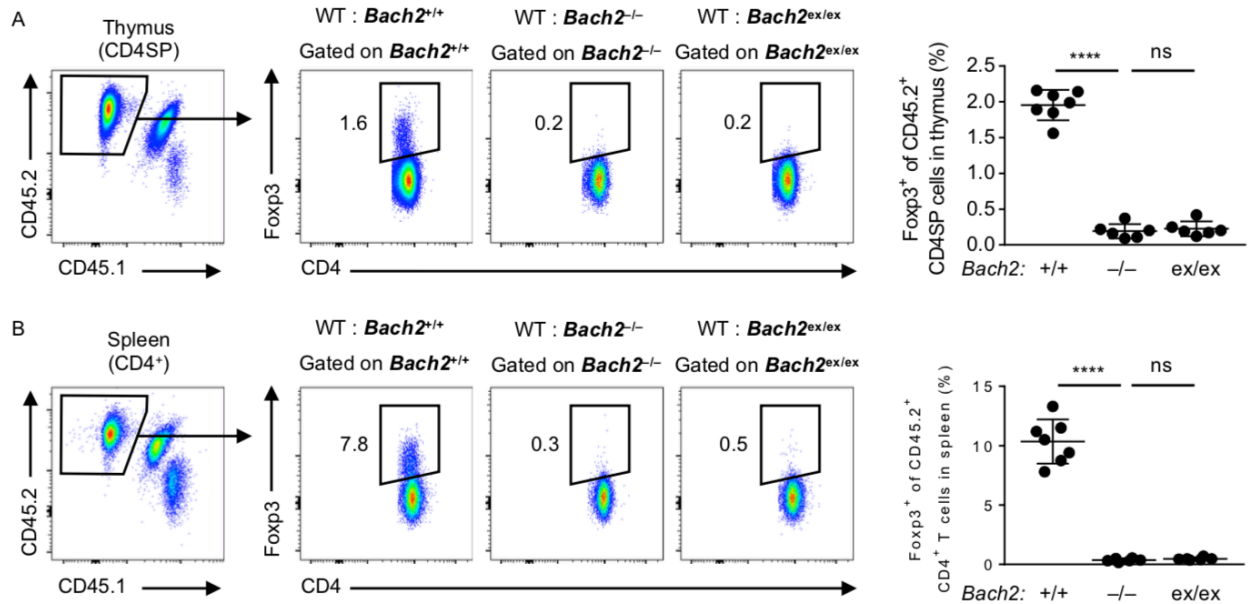 A
Thymus
(CD4SP)
WT : Bach2+/+
Gated on Bach2+/+
WT : Bach2–/–
Gated on Bach2–/–
WT : Bach2ex/ex
Gated on Bach2ex/ex
CD45.2
CD45.1
Foxp3
1.6
0.2
0.2
CD4
Foxp3+ of CD45.2+
CD4SP cells in thymus (%)
2.5
2.0
1.5
1.0
0.5
0.0
****
ns
Bach2: +/+ –/– ex/ex
B
Spleen
(CD4+)
WT : Bach2+/+
Gated on Bach2+/+
WT : Bach2–/–
Gated on Bach2–/–
WT : Bach2ex/ex
Gated on Bach2ex/ex
CD45.2
CD45.1
Foxp3
7.8
0.3
0.5
CD4
Foxp3+ of CD45.2+
CD4+ T cells in spleen (%)
15
10
5
0
****
ns
Bach2: +/+ –/– ex/ex